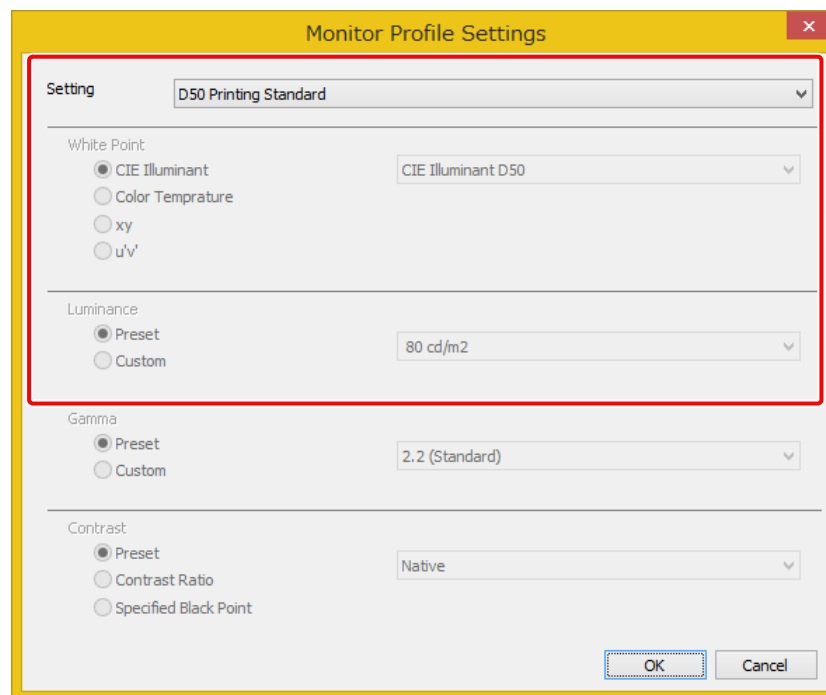 Monitor Profile Settings
Setting
D50 Printing Standard
White Point
CIE Illuminant
CIE Illuminant D50
Color Temprature
xy
u'v'
Luminance
Preset
80 cd/m2
Custom
Gamma
Preset
2.2 (Standard)
Custom
Contrast
Preset
Native
Contrast Ratio
Specified Black Point
OK
Cancel